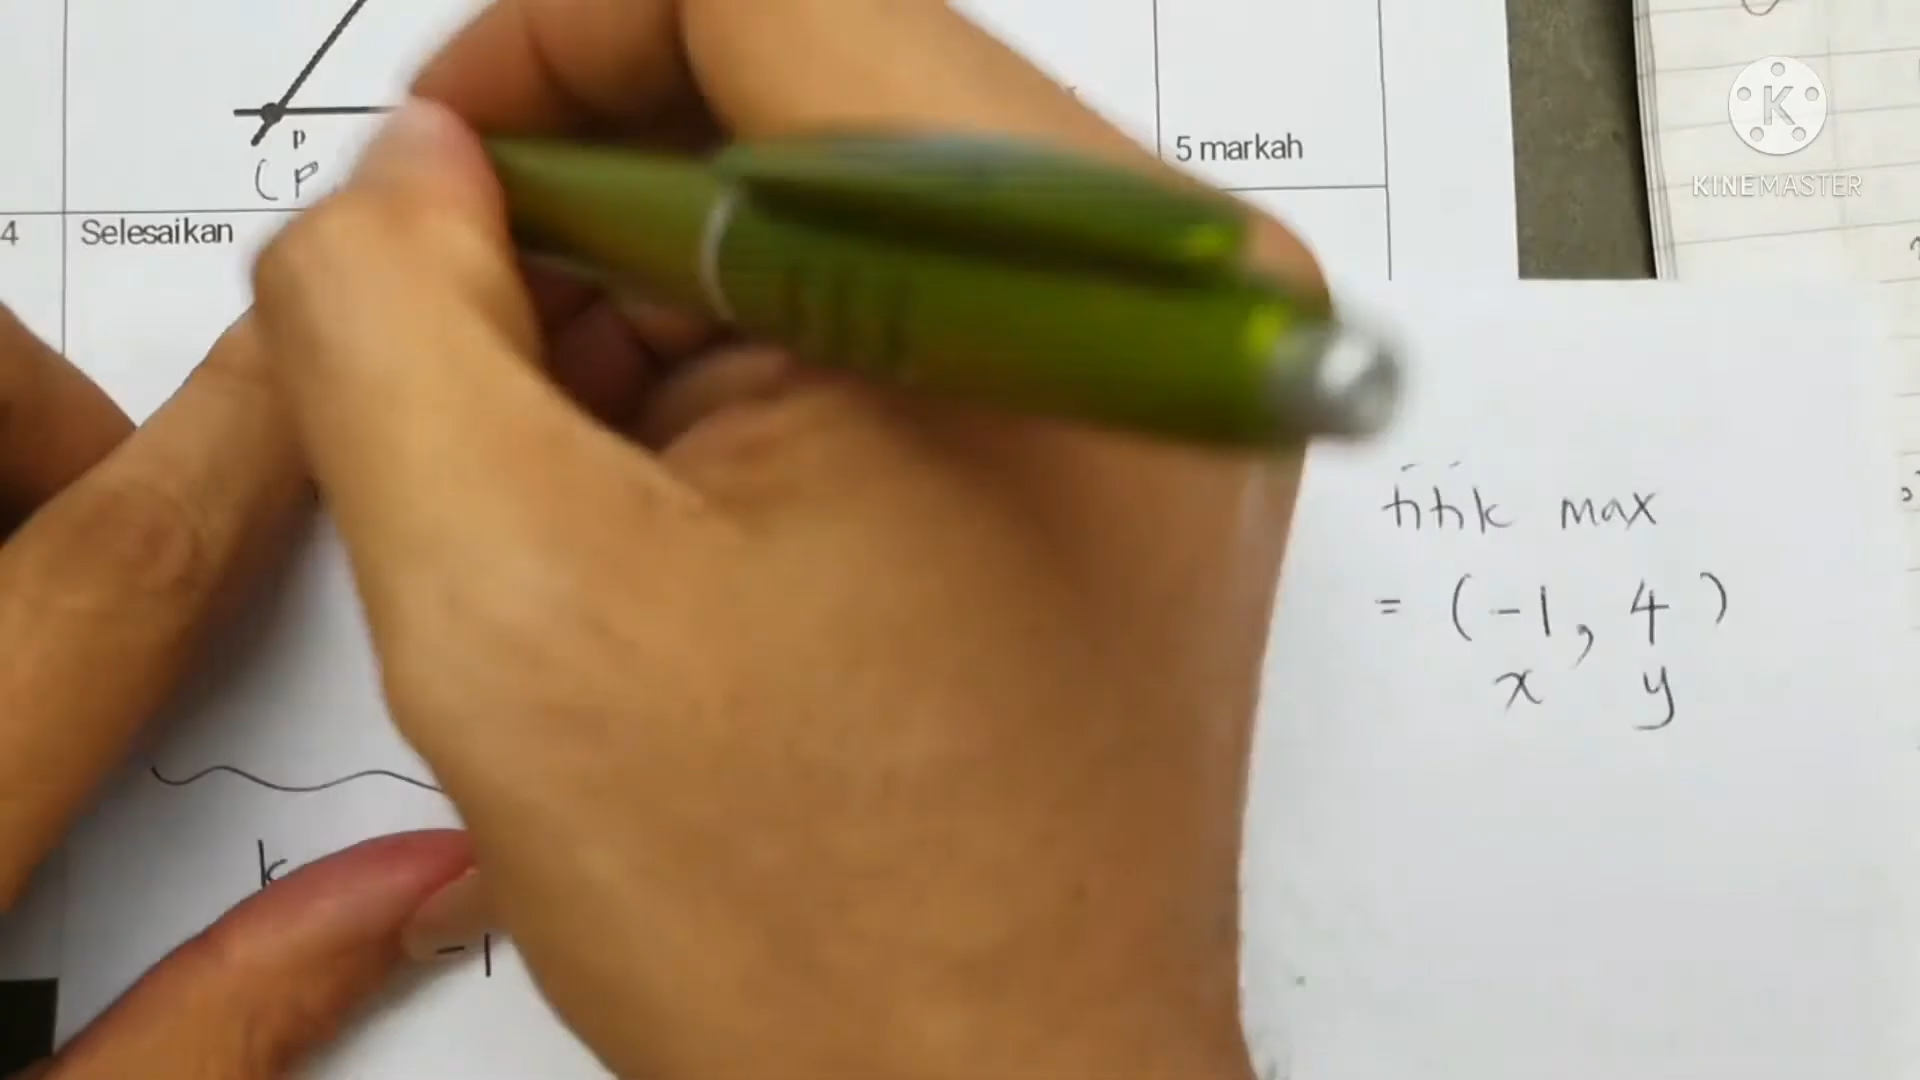 P
(P
5 markah
4 Selesaikan
KINEMASTER
titik max
= (-1, 4)
x y
k
-1